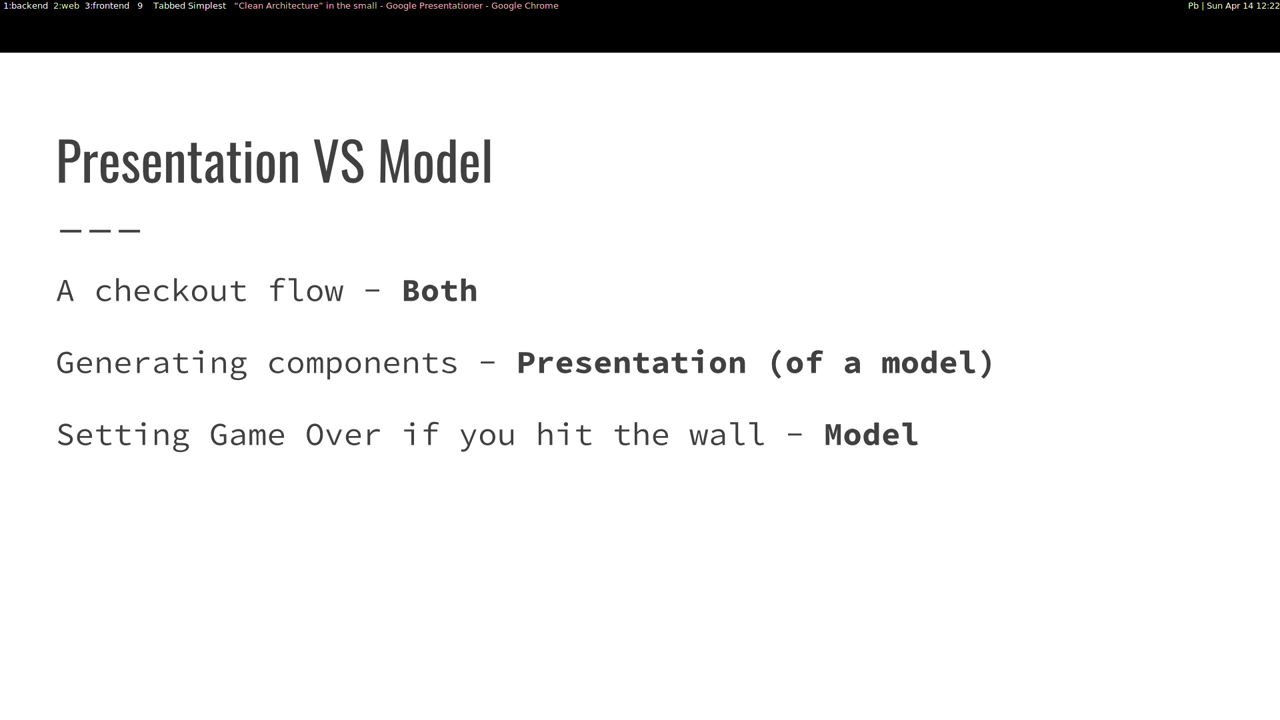 1:backend 2:web 3:frontend 9 Tabbed Simplest "Clean Architecture" in the small - Google Presentationer - Google Chrome Pb | Sun Apr 14 12:22
Presentation VS Model
———
A checkout flow - Both
Generating components - Presentation (of a model)
Setting Game Over if you hit the wall - Model